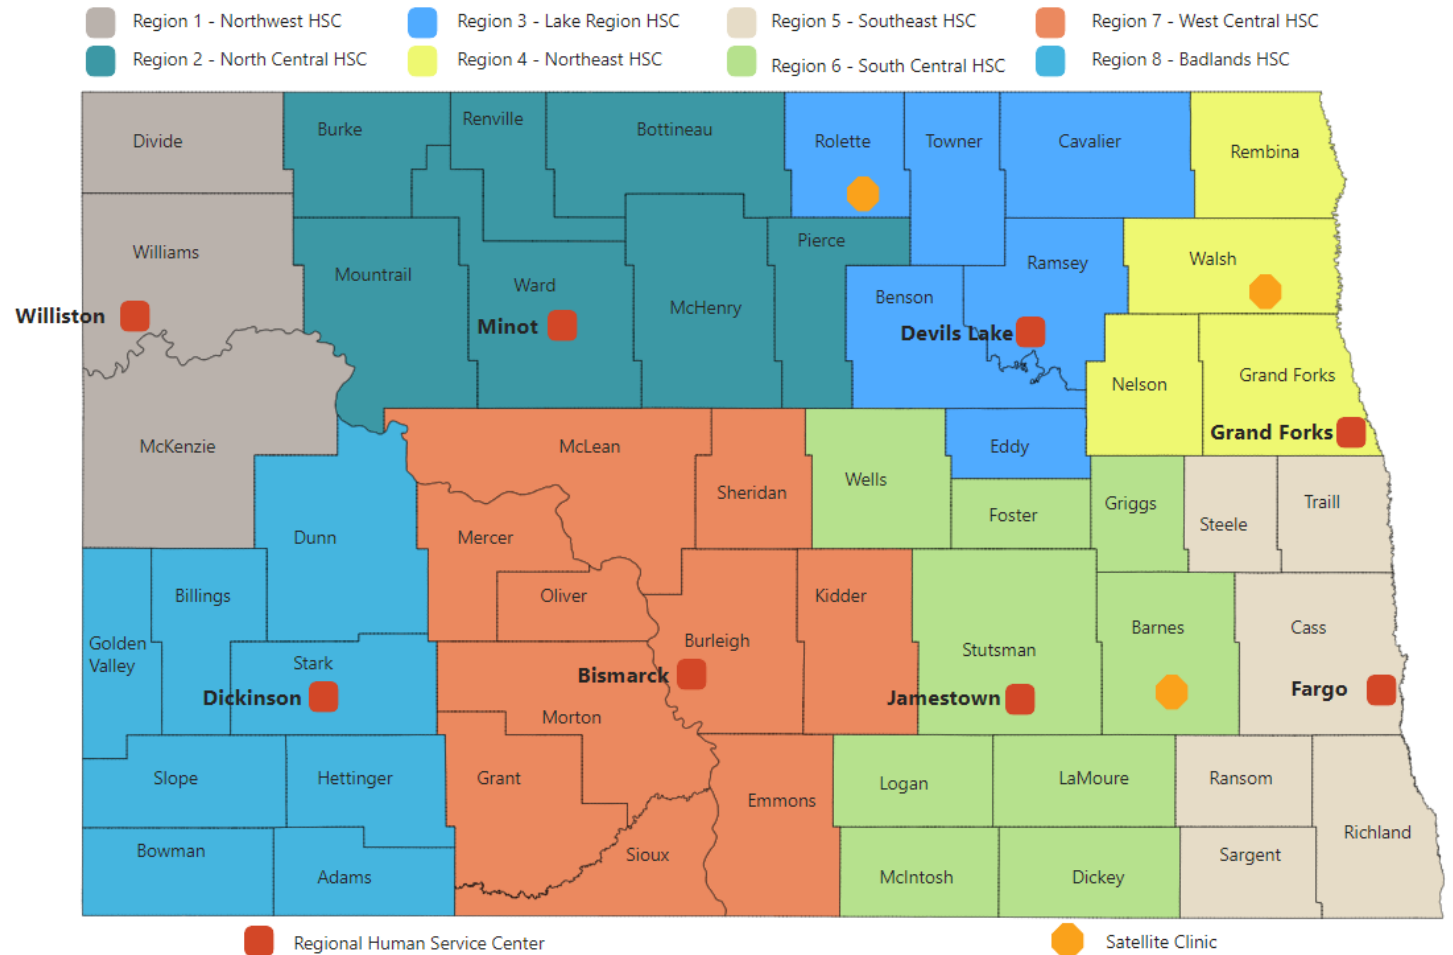 Region 1 - Northwest HSC
Region 3 - Lake Region HSC
Region 5 - Southeast HSC
Region 7 - West Central HSC
Region 2 - North Central HSC
Region 4 - Northeast HSC
Region 6 - South Central HSC
Region 8 - Badlands HSC
Divide
Burke
Renville
Bottineau
Rolette
Towner
Cavalier
Rembina
Williams
Mountrail
Ward
McHenry
Pierce
Benson
Ramsey
Walsh
Williston
Minot
Devils Lake
Nelson
Grand Forks
Grand Forks
McKenzie
McLean
Sheridan
Wells
Eddy
Foster
Griggs
Steele
Traill
Dunn
Mercer
Oliver
Billings
Golden
Valley
Stark
Dickinson
Burleigh
Kidder
Bismarck
Morton
Stutsman
Jamestown
Barnes
Cass
Fargo
Slope
Hettinger
Grant
Emmons
Logan
LaMoure
Ransom
Richland
Bowman
Adams
Sioux
McIntosh
Dickey
Sargent
Regional Human Service Center
Satellite Clinic